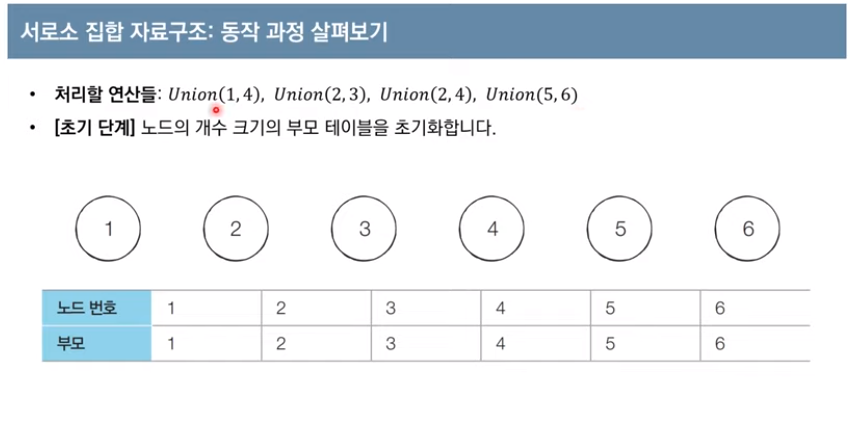 서로소 집합 자료구조: 동작 과정 살펴보기
• 처리할 연산들: Union(1, 4), Union(2, 3), Union(2, 4), Union(5, 6)
• [초기 단계] 노드의 개수 크기의 부모 테이블을 초기화합니다.
1 2 3 4 5 6
노드 번호 1 2 3 4 5 6
부모 1 2 3 4 5 6